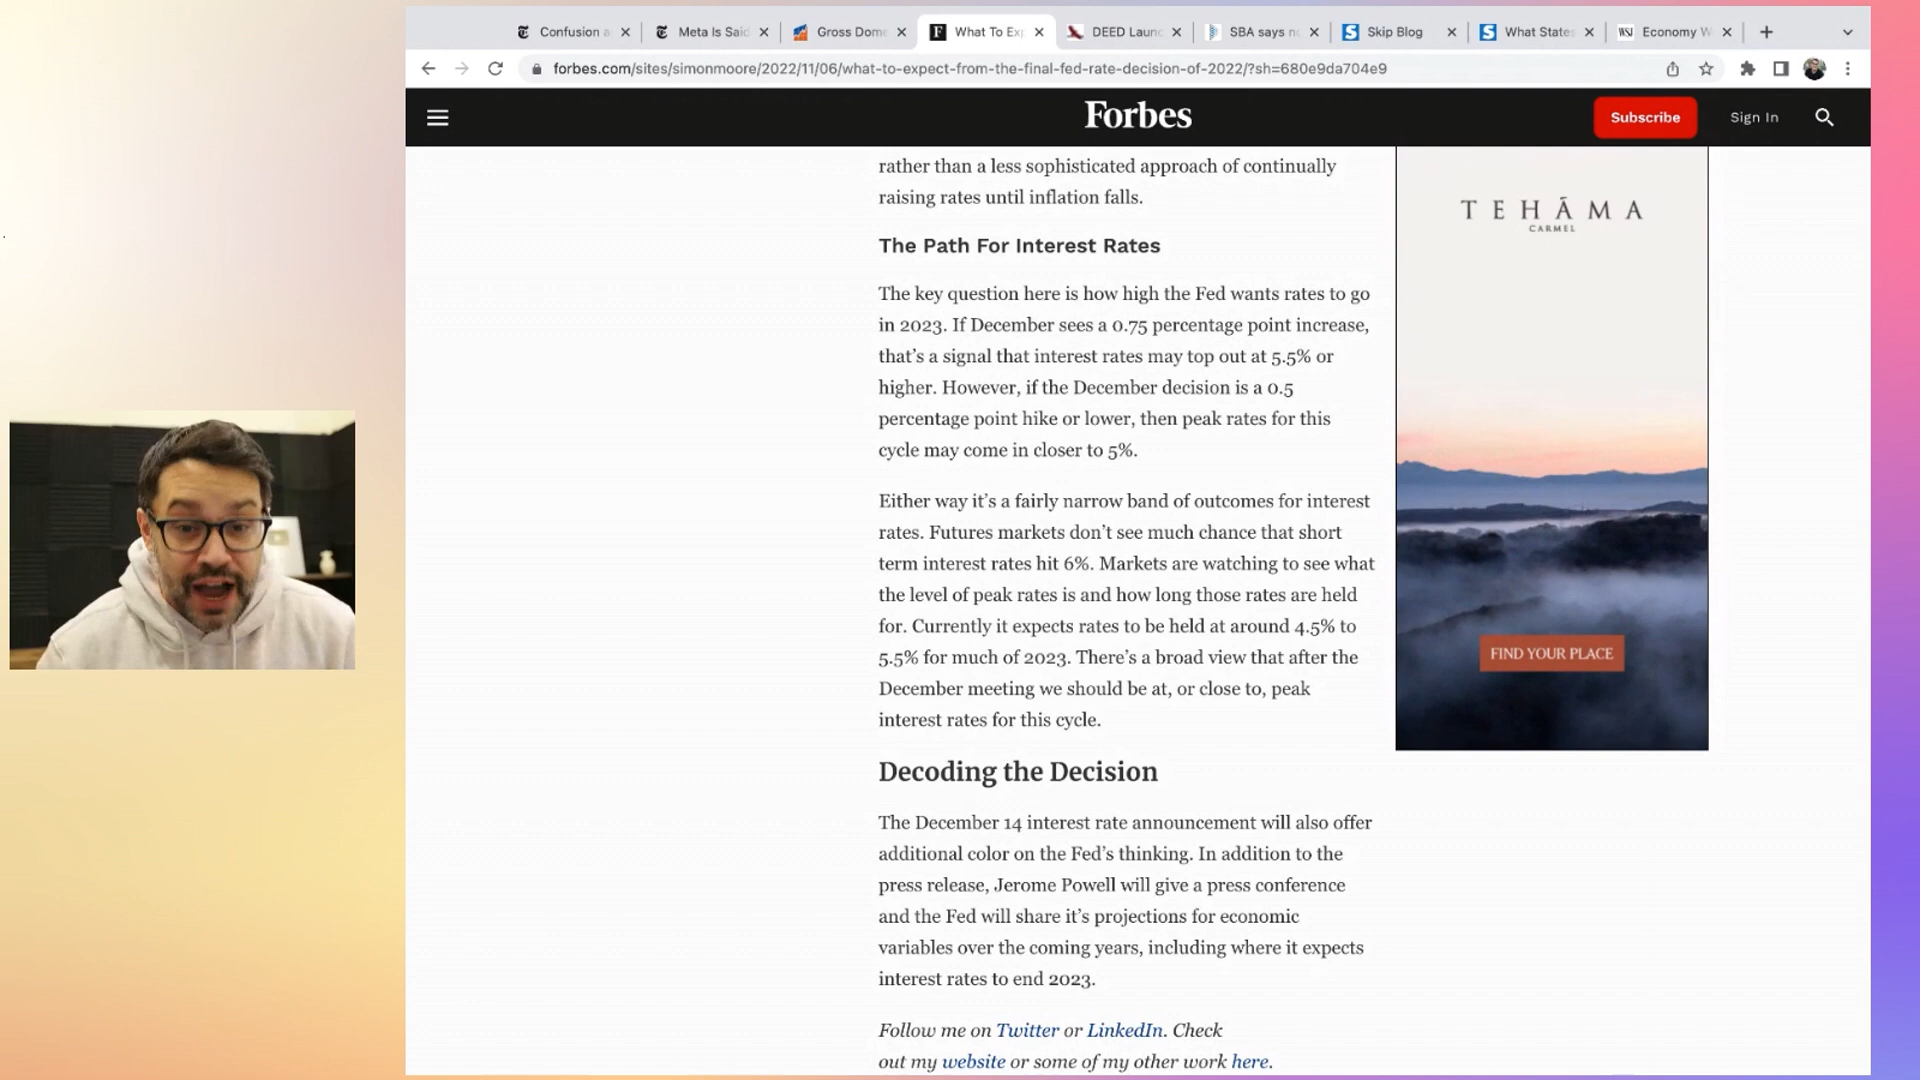 Confusion a
Meta Is Said
Gross Dome
What To Exp
DEED Launc
SBA says no
Skip Blog
What States
WSJ
Economy W
forbes.com/sites/simonmoore/2022/11/06/what-to-expect-from-the-final-fed-rate-decision-of-2022/?sh=680e9da704e9
Forbes
Subscribe
Sign In
rather than a less sophisticated approach of continually
raising rates until inflation falls.
The Path For Interest Rates
The key question here is how high the Fed wants rates to go
in 2023. If December sees a 0.75 percentage point increase,
that's a signal that interest rates may top out at 5.5% or
higher. However, if the December decision is a 0.5
percentage point hike or lower, then peak rates for this
cycle may come in closer to 5%.
Either way it's a fairly narrow band of outcomes for interest
rates. Futures markets don't see much chance that short
term interest rates hit 6%. Markets are watching to see what
the level of peak rates is and how long those rates are held
for. Currently it expects rates to be held at around 4.5% to
5.5% for much of 2023. There's a broad view that after the
December meeting we should be at, or close to, peak
interest rates for this cycle.
Decoding the Decision
The December 14 interest rate announcement will also offer
additional color on the Fed's thinking. In addition to the
press release, Jerome Powell will give a press conference
and the Fed will share it's projections for economic
variables over the coming years, including where it expects
interest rates to end 2023.
Follow me on Twitter or LinkedIn. Check
out my website or some of my other work here.
TEHÁMA
CARMEL
FIND YOUR PLACE